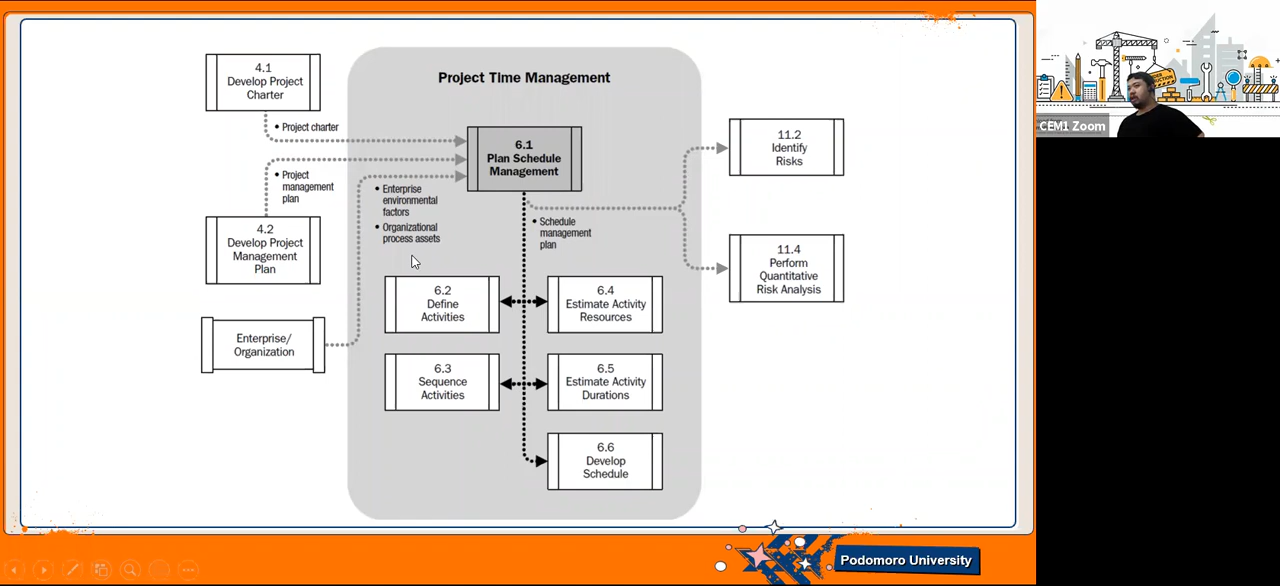 Project Time Management
4.1
Develop Project
Charter
• Project charter
• Project
management
plan
4.2
Develop Project
Management
Plan
Enterprise/
Organization
6.1
Plan Schedule
Management
• Enterprise
environmental
factors
• Organizational
process assets
• Schedule
management
plan
6.2
Define
Activities
6.4
Estimate Activity
Resources
6.3
Sequence
Activities
6.5
Estimate Activity
Durations
6.6
Develop
Schedule
11.2
Identify
Risks
11.4
Perform
Quantitative
Risk Analysis
Podomoro University
CEM1 Zoom